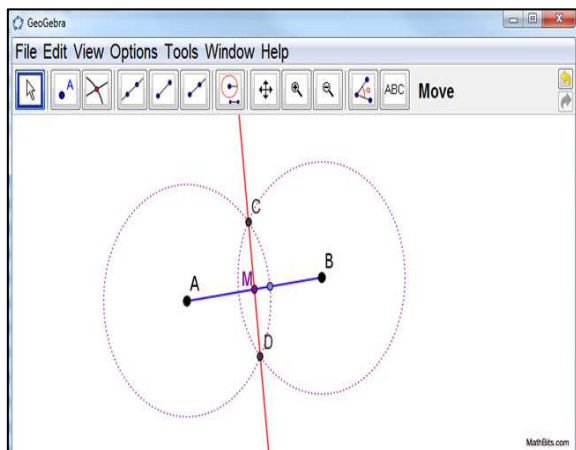 GeoGebra
File Edit View Options Tools Window Help
A ABC Move
C
B
M
A
D
MathBits.com